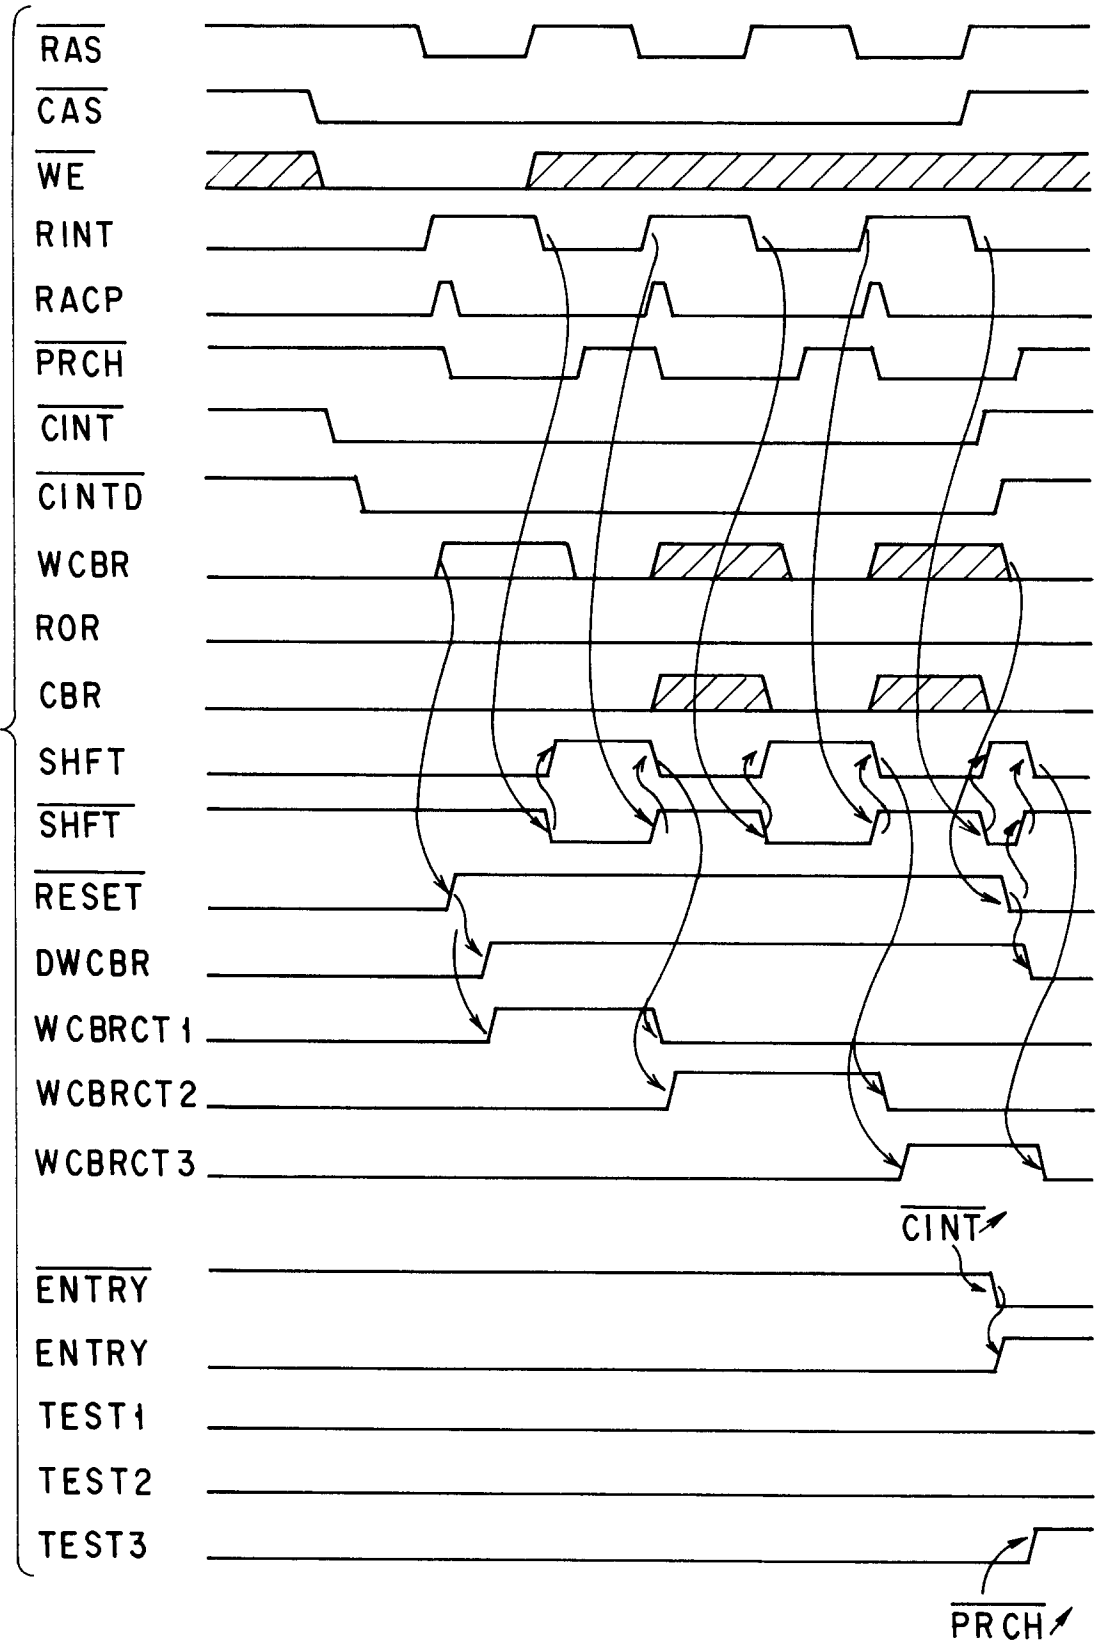 RAS
CAS
WE
RINT
RACP
PRCH
CINT
CINTD
WCBR
ROR
CBR
SHFT
SHFT
RESET
DWCBR
WCBRCT1
WCBRCT2
WCBRCT3
CINT
ENTRY
ENTRY
TEST1
TEST2
TEST3
PRCH